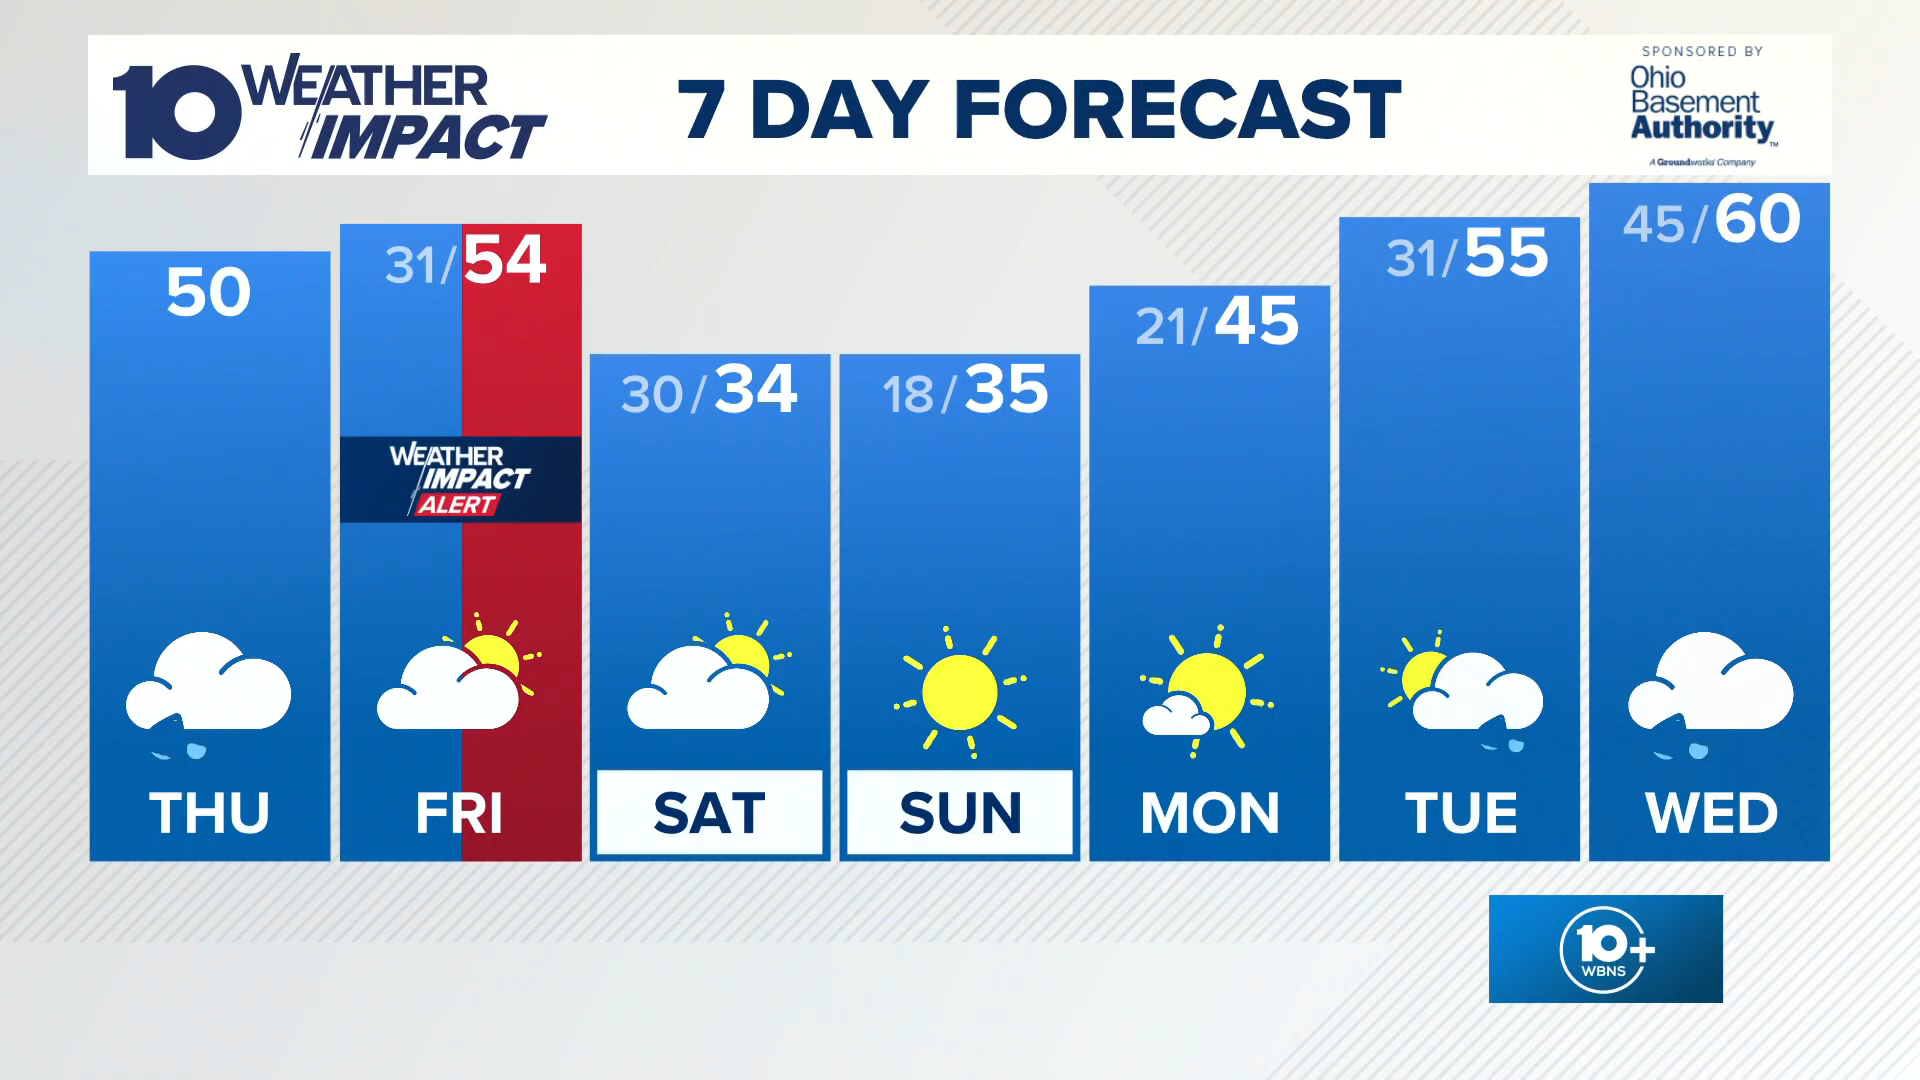 10 WEATHER IMPACT
7 DAY FORECAST
SPONSORED BY
Ohio
Basement
Authority™
A Groundworks Company
50
31/54
30/34
18/35
21/45
31/55
45/60
WEATHER
IMPACT
ALERT
THU
FRI
SAT
SUN
MON
TUE
WED
10+
WBNS